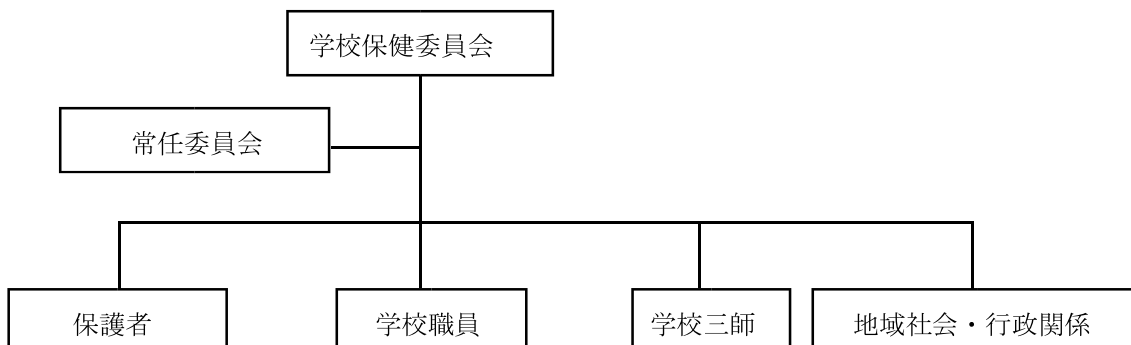 学校保健委員会
常任委員会
保護者
学校職員
学校三師
地域社会・行政関係